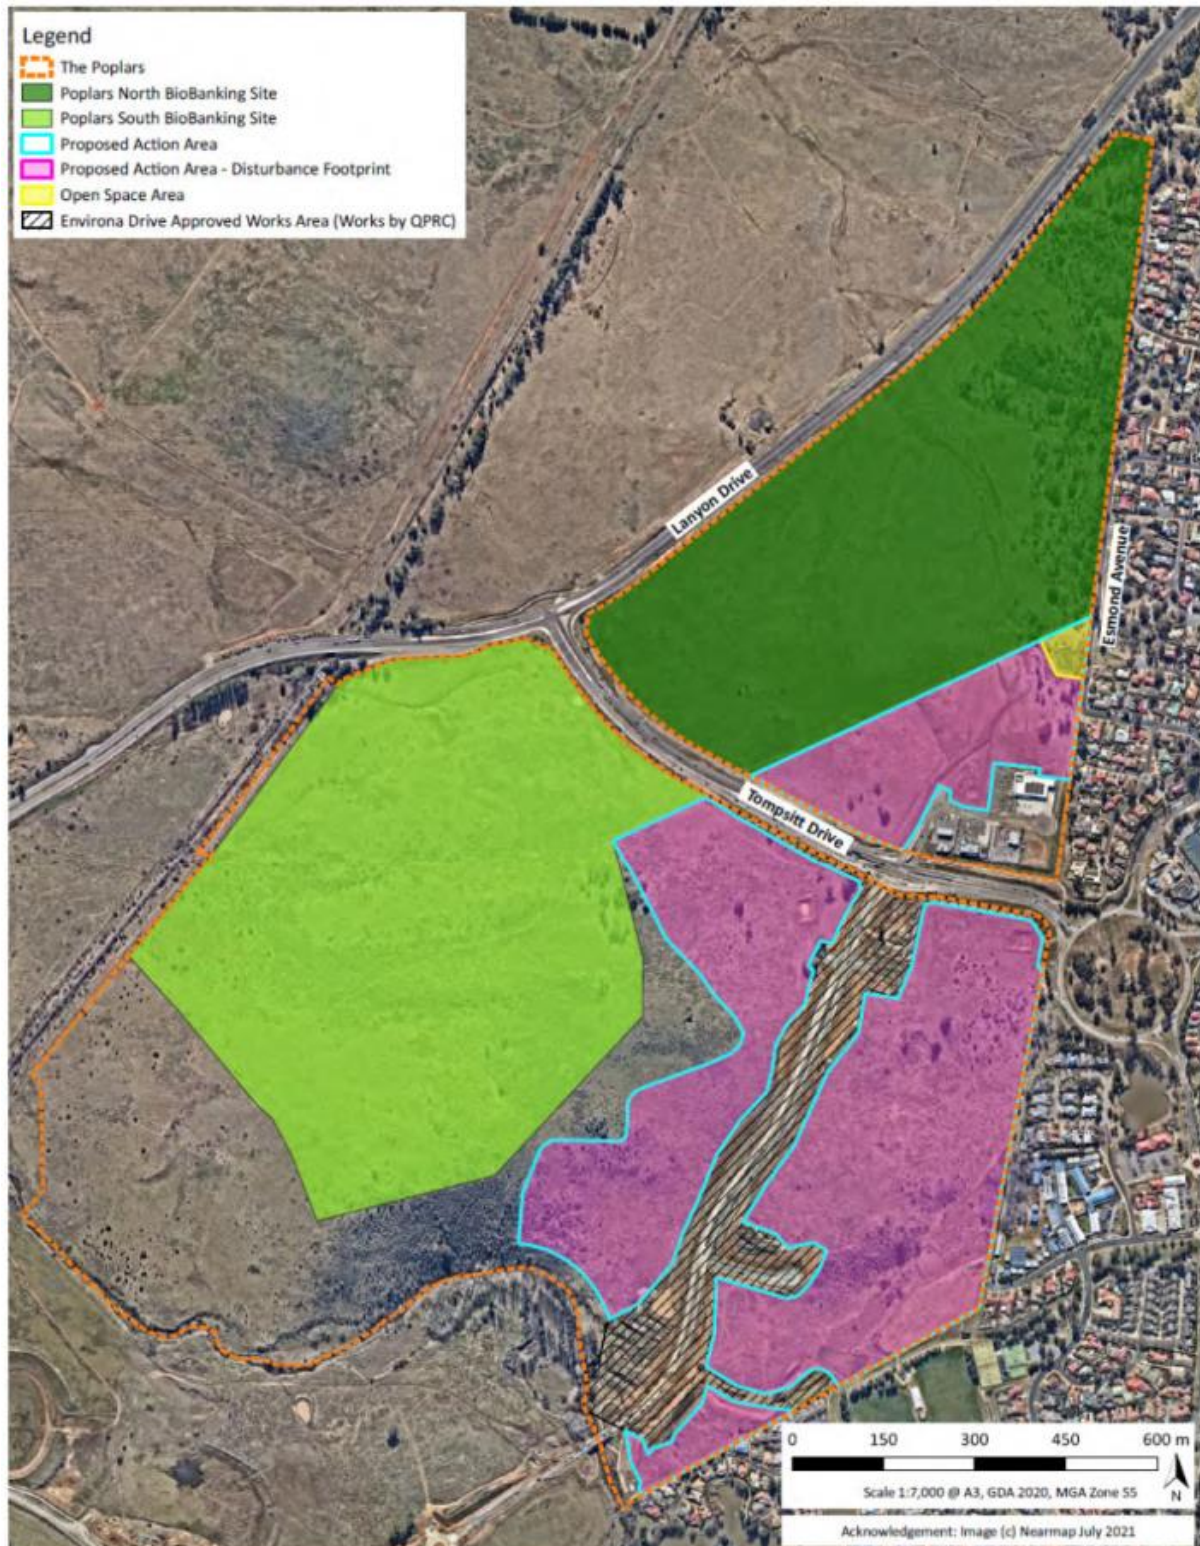 Legend
The Poplars
Poplars North BioBanking Site
Poplars South BioBanking Site
Proposed Action Area
Proposed Action Area - Disturbance Footprint
Open Space Area
Environa Drive Approved Works Area (Works by QPRC)
Lanyon Drive
Esmond Avenue
Tompsitt Drive
0 150 300 450 600 m
Scale 1:7,000 @ A3, GDA 2020, MGA Zone 55
N
Acknowledgement: Image (c) Nearmap July 2021